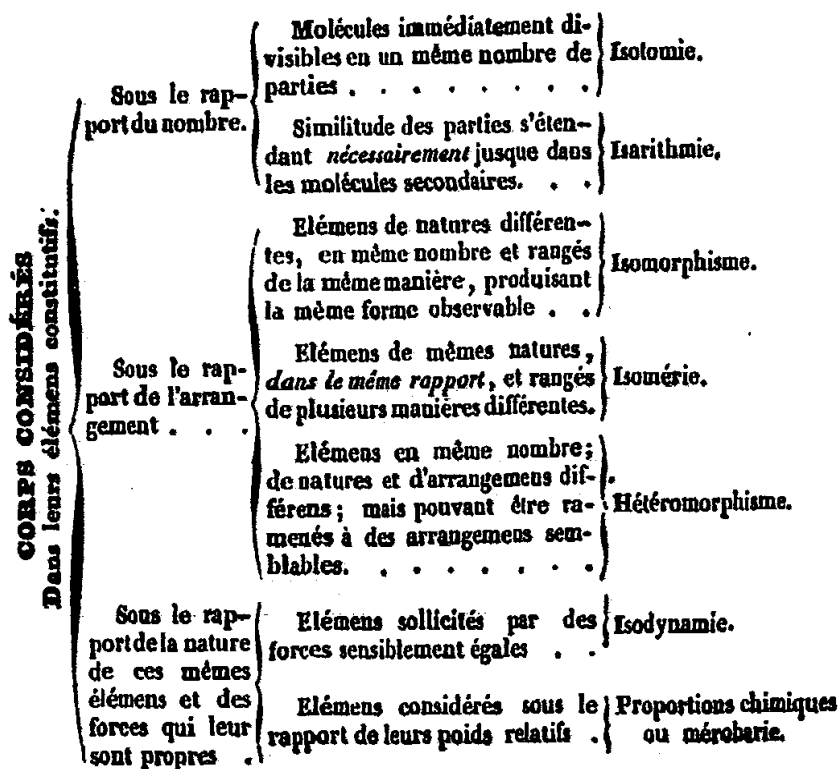 CORPS CONSIDÉRÉS
Dans leurs élémens constitutifs.
Sous le rap-
port du nombre.
Molécules immédiatement di-
visibles en un même nombre de
parties . . . . . . .
Isotomie.
Similitude des parties s'éten-
dant nécessairement jusque dans
les molécules secondaires. . .
Isarithmie.
Sous le rap-
port de l'arran-
gement . . .
Elémens de natures différen-
tes, en même nombre et rangés
de la même manière, produisant
la même forme observable . .
Isomorphisme.
Elémens de mêmes natures,
dans le même rapport, et rangés
de plusieurs manières différentes.
Isomérie.
Elémens en même nombre;
de natures et d'arrangemens dif-
férens; mais pouvant être ra-
menés à des arrangemens sem-
blables. . . . . . .
Hétéromorphisme.
Sous le rap-
port de la nature
de ces mêmes
élémens et des
forces qui leur
sont propres .
Elémens sollicités par des
forces sensiblement égales . .
Isodynamie.
Elémens considérés sous le
rapport de leurs poids relatifs .
Proportions chimiques
ou mérobarie.